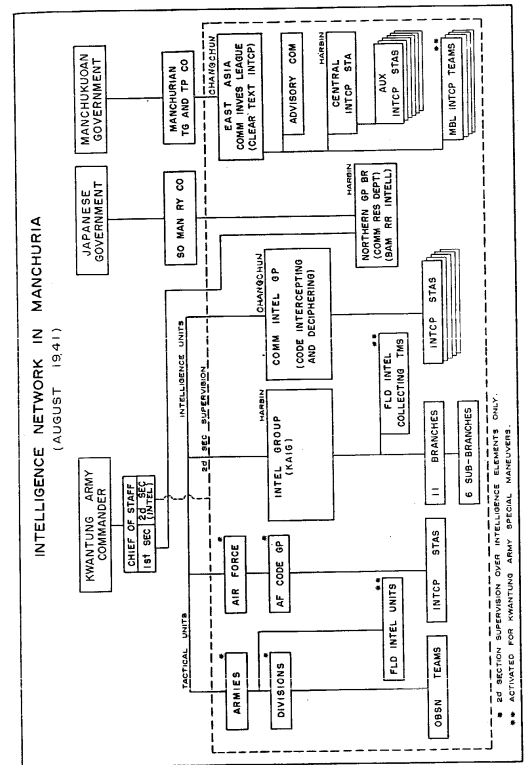 INTELLIGENCE NETWORK IN MANCHURIA
(AUGUST 1941)
KWANTUNG ARMY
COMMANDER
CHIEF OF STAFF
1ST SEC
2d SEC
(INTEL)
JAPANESE
GOVERNMENT
SO MAN RY CO
MANCHUKUOAN
GOVERNMENT
MANCHURIAN
TG AND TP CO
TACTICAL UNITS
INTELLIGENCE UNITS
2d SEC SUPERVISION
* ARMIES
* DIVISIONS
OBSN TEAMS
** FLD INTEL UNITS
* AIR FORCE
* AF CODE GP
INTCP STAS
HARBIN
INTEL GROUP
(KAIG)
11 BRANCHES
6 SUB-BRANCHES
** FLD INTEL
COLLECTING TMS
CHANGCHUN
COMM INTEL GP
(CODE INTERCEPTING
AND DECIPHERING)
INTCP STAS
HARBIN
NORTHERN GP BR
(COMM RES DEPT)
(BAM RR INTELL)
CHANGCHUN
EAST ASIA
COMM INVES LEAGUE
(CLEAR TEXT INTCP)
ADVISORY COM
HARBIN
CENTRAL
INTCP STA
AUX
INTCP STAS
** MBL INTCP TEAMS
* 2d SECTION SUPERVISION OVER INTELLIGENCE ELEMENTS ONLY.
** ACTIVATED FOR KWANTUNG ARMY SPECIAL MANEUVERS.